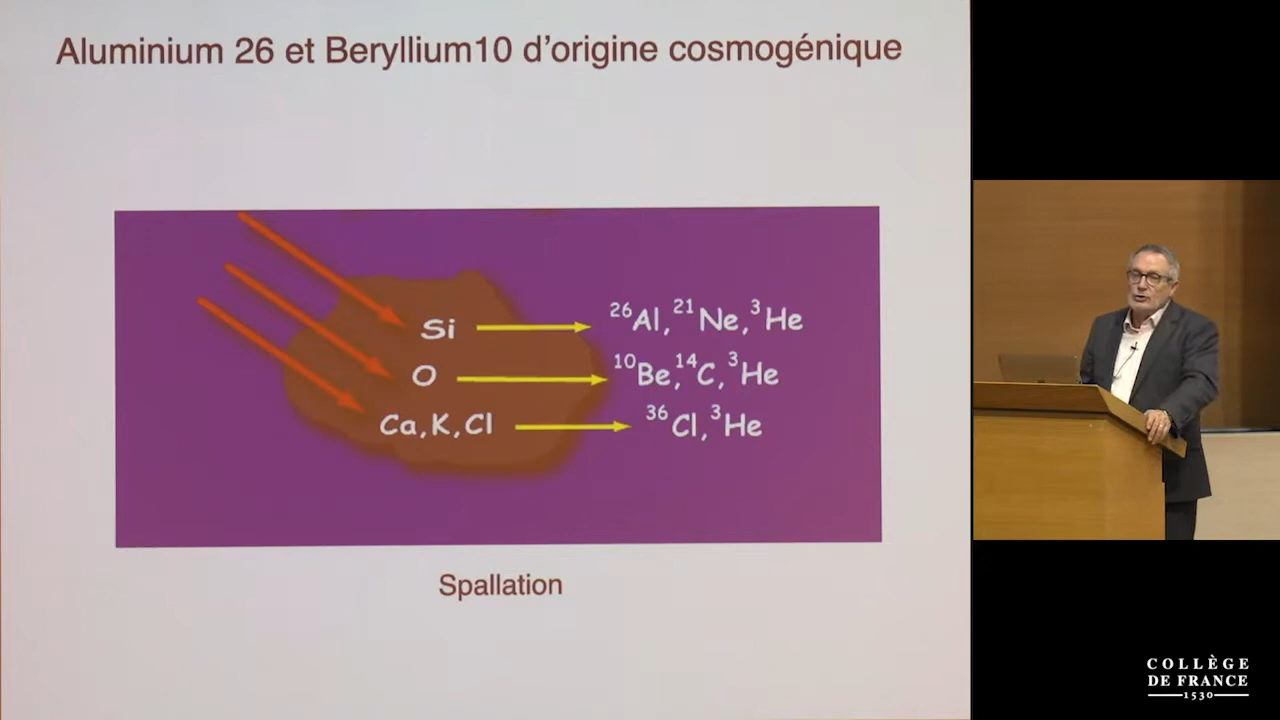 Aluminium 26 et Beryllium10 d'origine cosmogénique
Si 26Al, 21Ne, 3He
O 10Be, 14C, 3He
Ca, K, Cl 36Cl, 3He
Spallation
COLLÈGE
DE FRANCE
1530